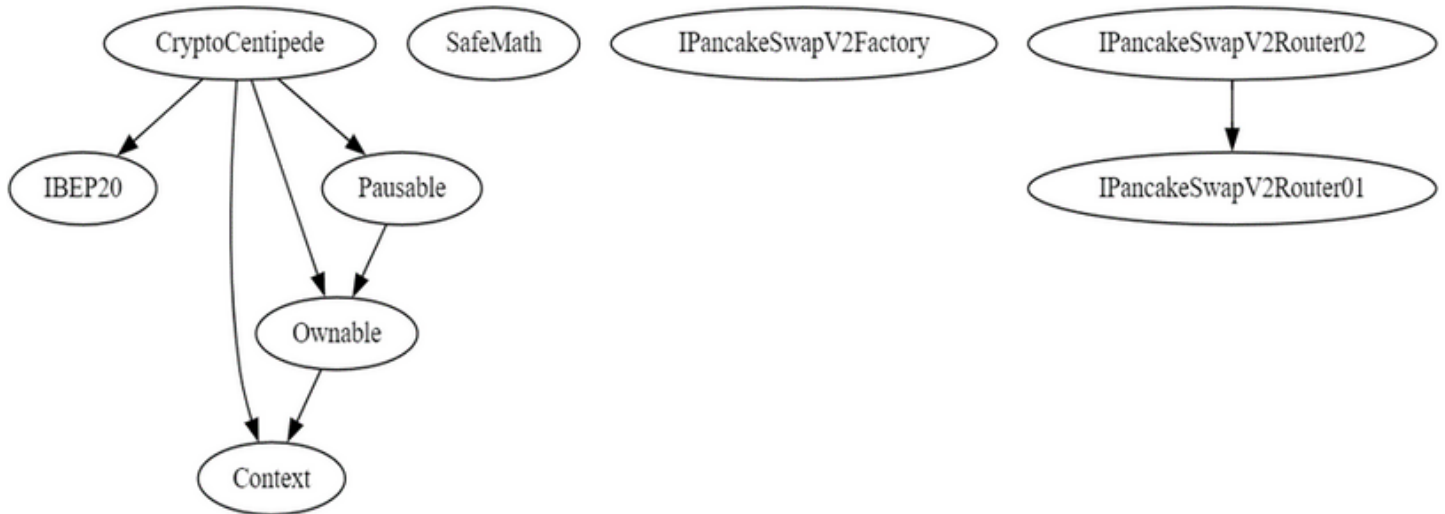 CryptoCentipede
SafeMath
IPancakeSwapV2Factory
IPancakeSwapV2Router02
IBEP20
Pausable
IPancakeSwapV2Router01
Ownable
Context